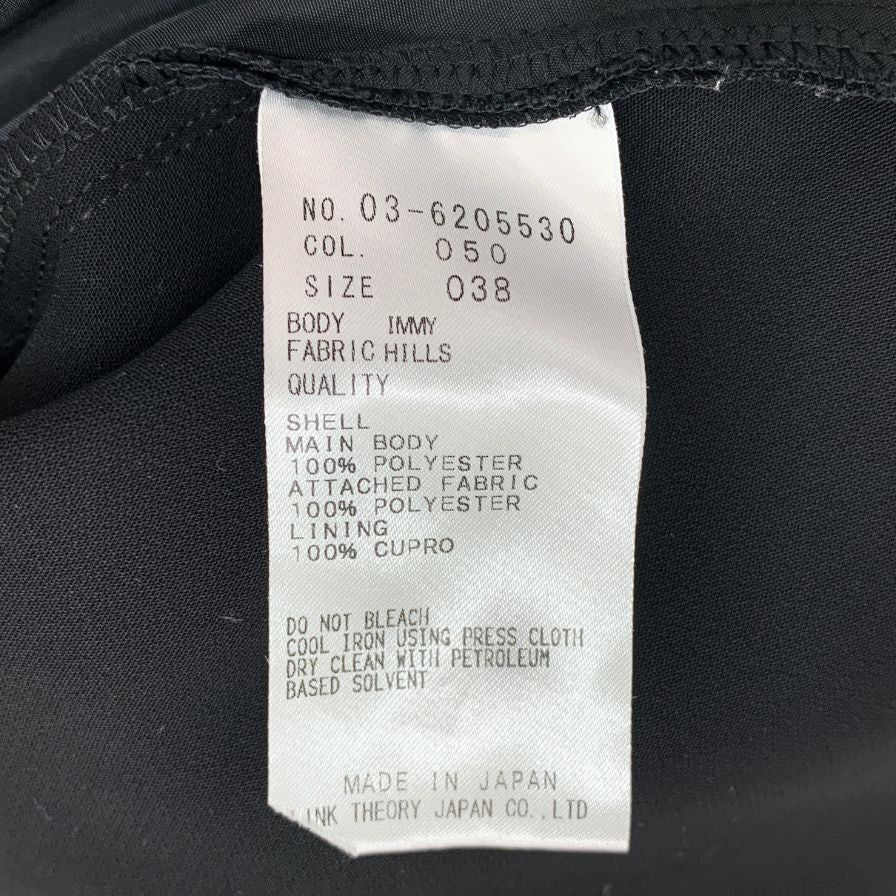 NO. 03-6205530
COL. 050
SIZE 038
BODY IMMY
FABRIC HILLS
QUALITY
SHELL
MAIN BODY
100% POLYESTER
ATTACHED FABRIC
100% POLYESTER
LINING
100% CUPRO
DO NOT BLEACH
COOL IRON USING PRESS CLOTH
DRY CLEAN WITH PETROLEUM
BASED SOLVENT
MADE IN JAPAN
LINK THEORY JAPAN CO.,LTD